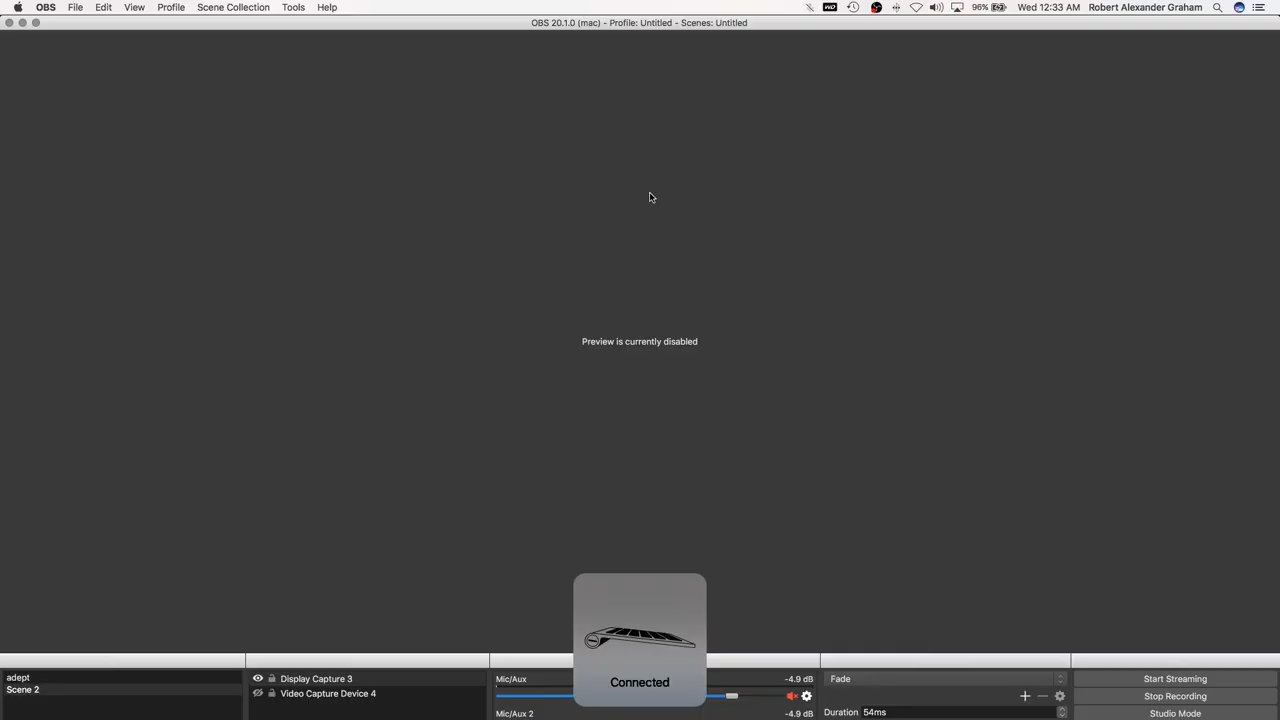 OBS File Edit View Profile Scene Collection Tools Help 96% Wed 12:33 AM Robert Alexander Graham
OBS 20.1.0 (mac) - Profile: Untitled - Scenes: Untitled
Preview is currently disabled
Connected
adept
Scene 2
Display Capture 3
Video Capture Device 4
Mic/Aux -4.9 dB
Mic/Aux 2 -4.9 dB
Fade
Duration 54ms
Start Streaming
Stop Recording
Studio Mode